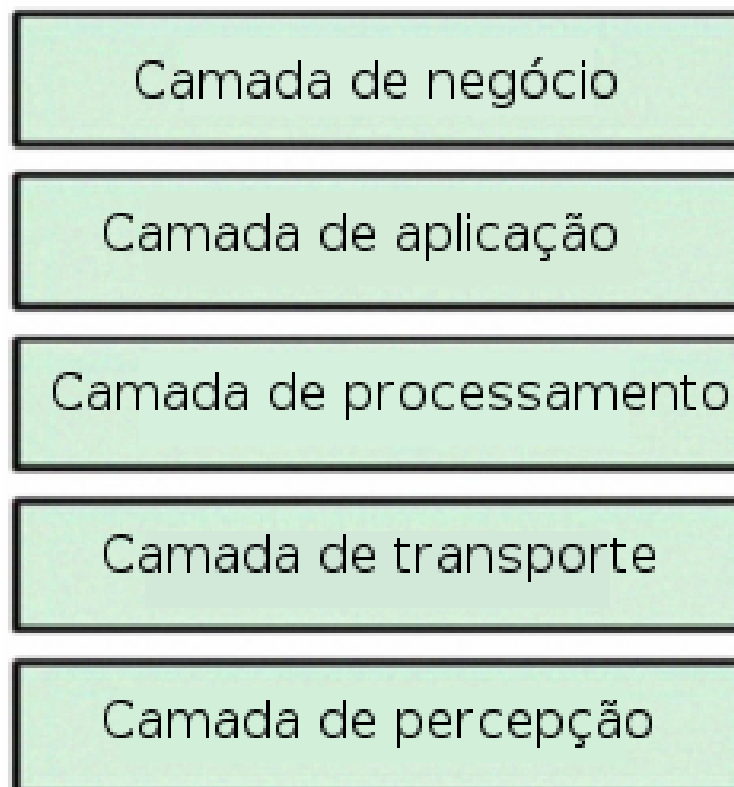 Camada de negócio
Camada de aplicação
Camada de processamento
Camada de transporte
Camada de percepção